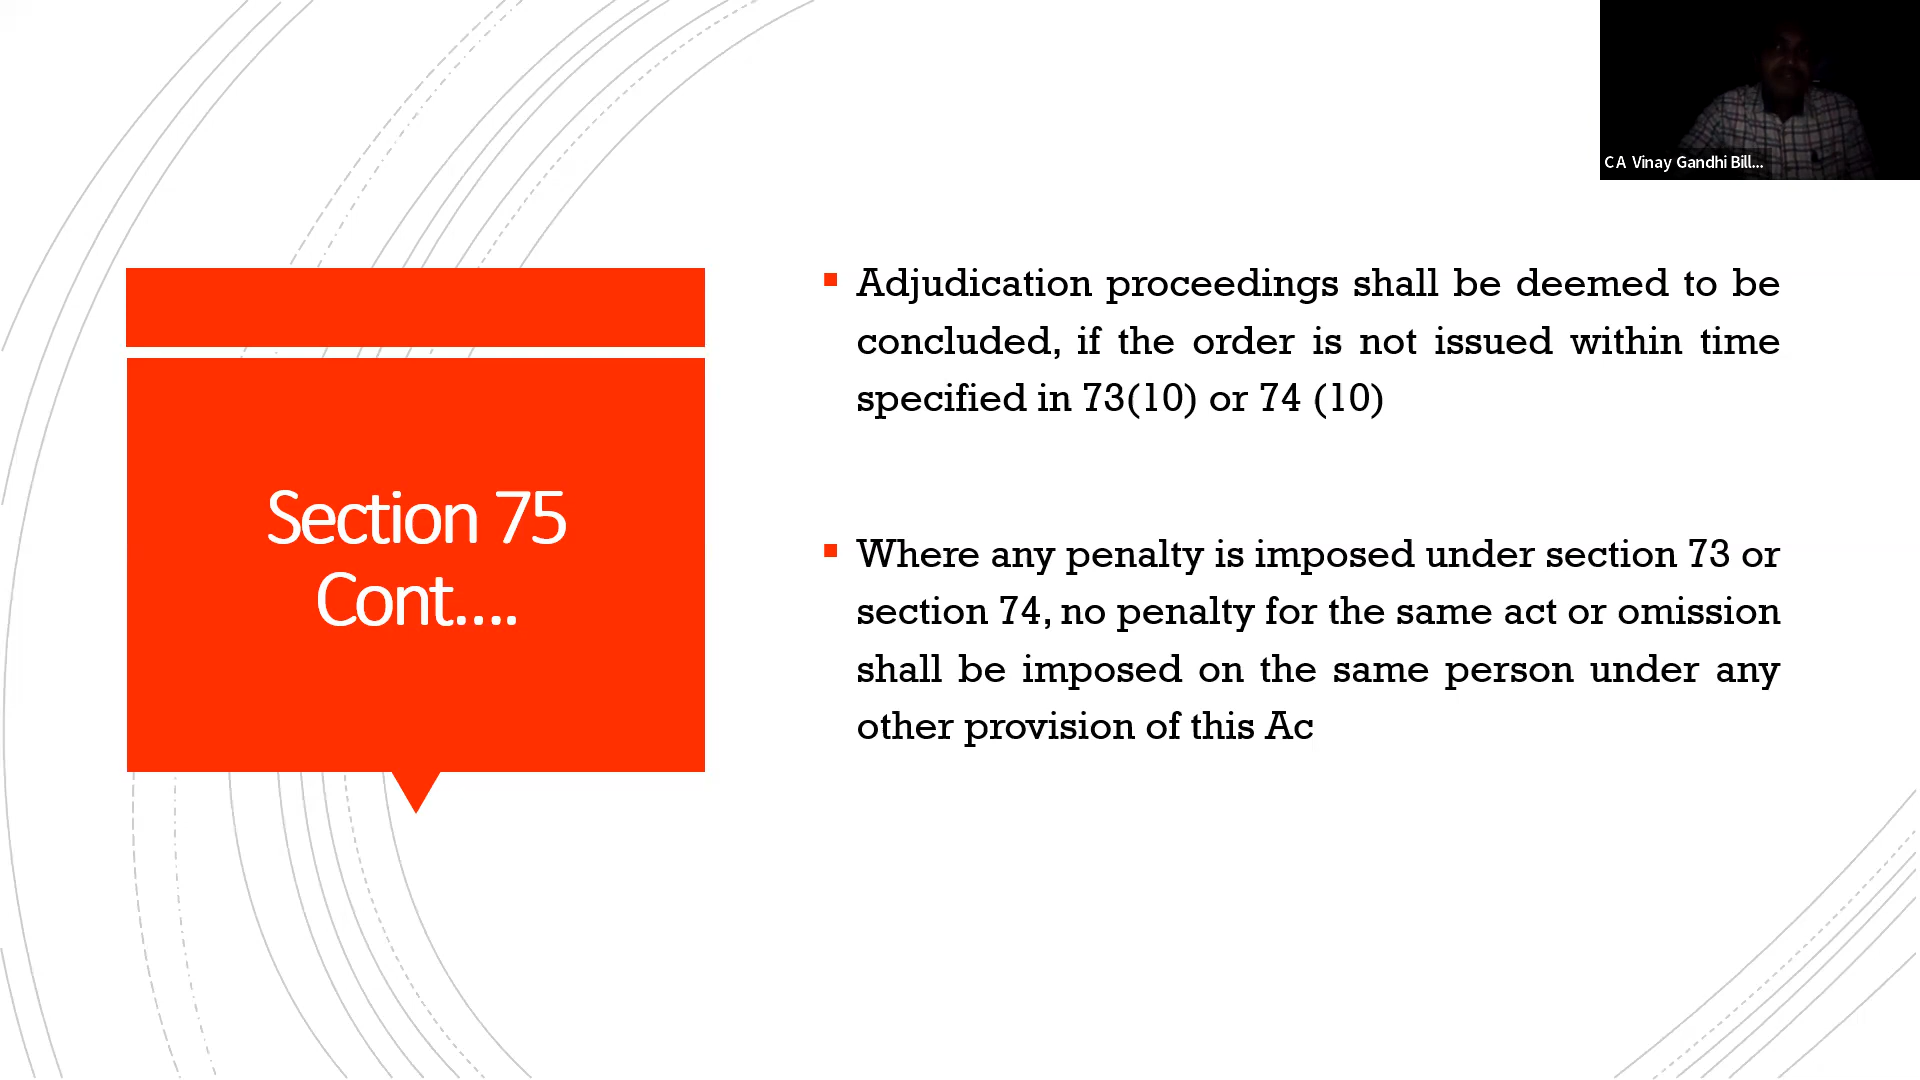 CA Vinay Gandhi Bill...
Section 75
Cont....
Adjudication proceedings shall be deemed to be
concluded, if the order is not issued within time
specified in 73(10) or 74 (10)
Where any penalty is imposed under section 73 or
section 74, no penalty for the same act or omission
shall be imposed on the same person under any
other provision of this Ac